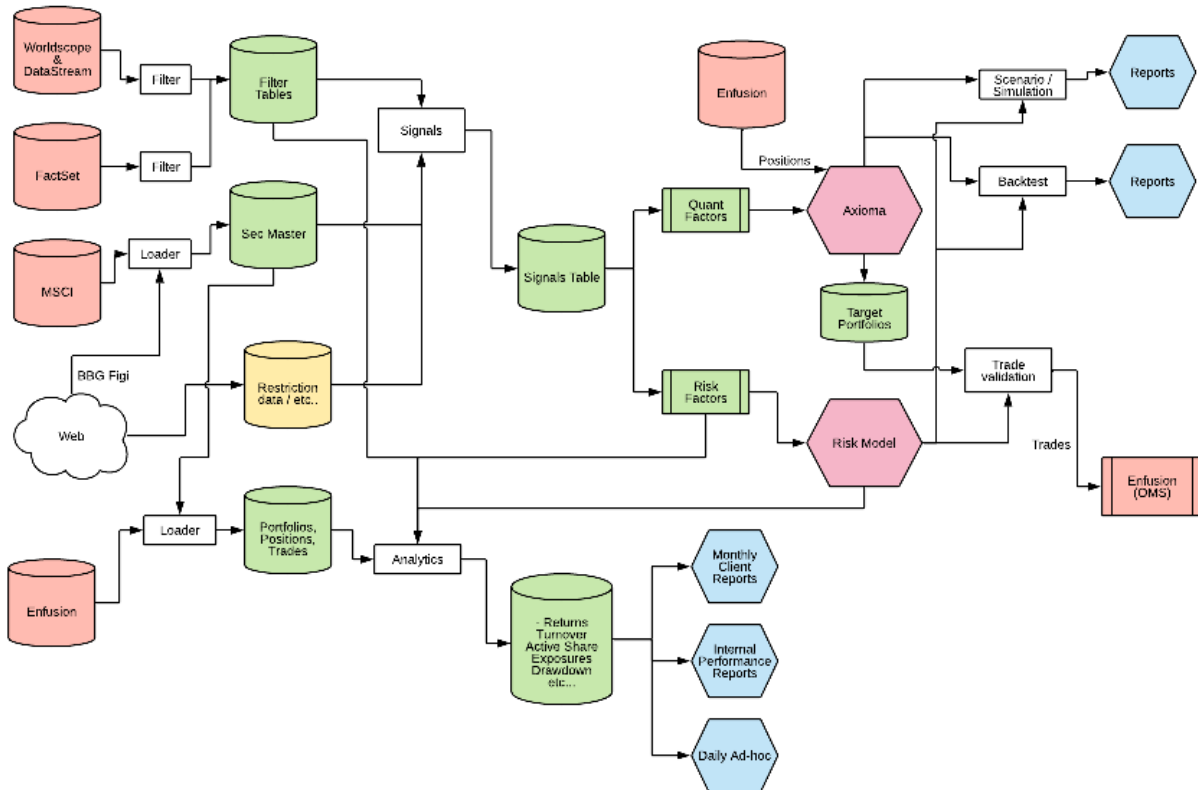 Worldscope
&
DataStream
Filter
Filter
Tables
Signals
Enfusion
Scenario /
Simulation
Reports
FactSet
Filter
Positions
Backtest
Reports
MSCI
Loader
Sec Master
Signals Table
Quant
Factors
Axioma
Target
Portfolios
BBG Figi
Web
Restriction
data / etc..
Risk
Factors
Risk Model
Trade
validation
Trades
Enfusion
(OMS)
Enfusion
Loader
Portfolios,
Positions,
Trades
Analytics
- Returns
Turnover
Active Share
Exposures
Drawdown
etc...
Monthly
Client
Reports
Internal
Performance
Reports
Daily Ad-hoc